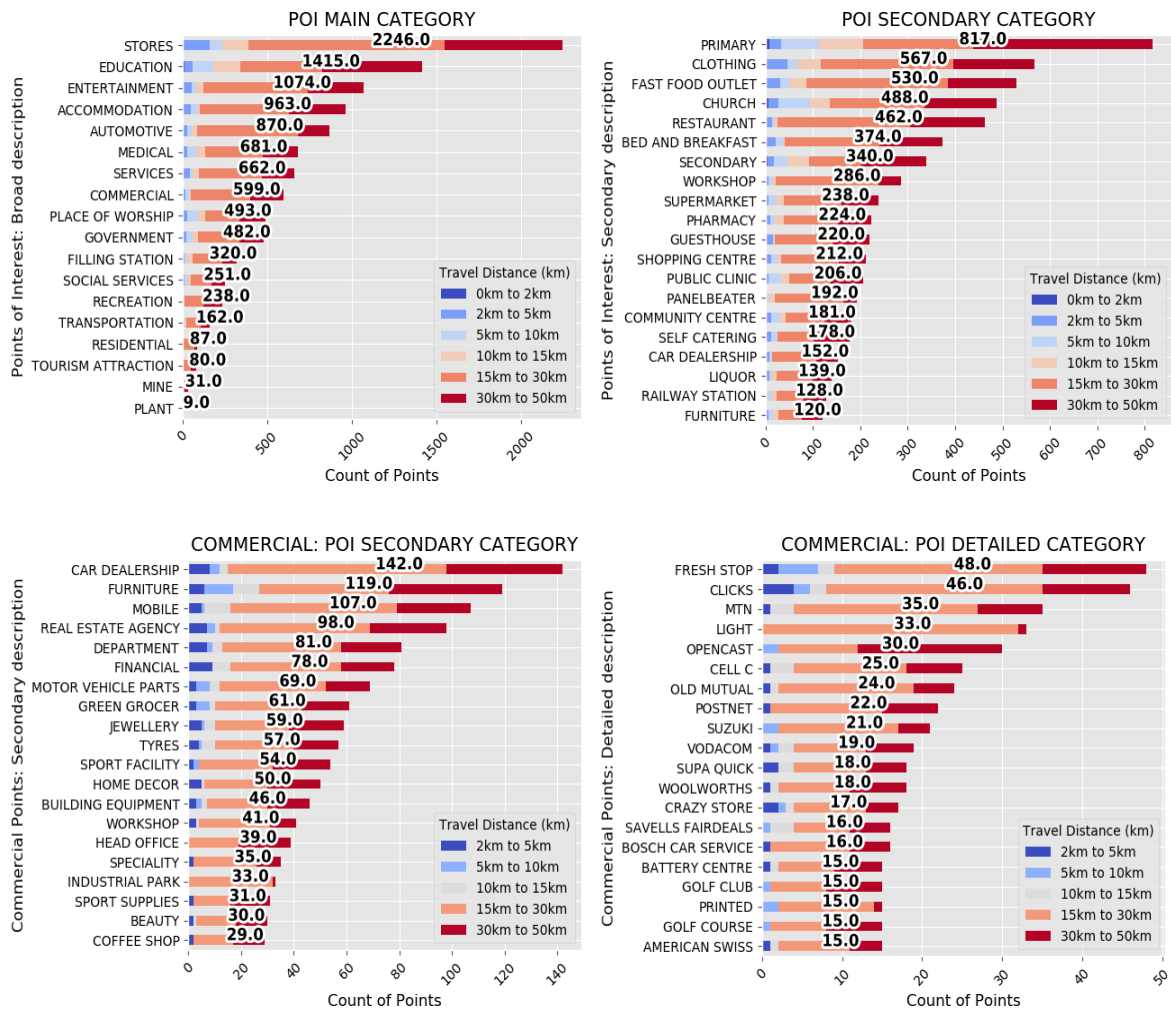 POI MAIN CATEGORY
Points of Interest: Broad description
STORES 2246.0
EDUCATION 1415.0
ENTERTAINMENT 1074.0
ACCOMMODATION 963.0
AUTOMOTIVE 870.0
MEDICAL 681.0
SERVICES 662.0
COMMERCIAL 599.0
PLACE OF WORSHIP 493.0
GOVERNMENT 482.0
FILLING STATION 320.0
SOCIAL SERVICES 251.0
RECREATION 238.0
TRANSPORTATION 162.0
RESIDENTIAL 87.0
TOURISM ATTRACTION 80.0
MINE 31.0
PLANT 9.0
Travel Distance (km)
0km to 2km
2km to 5km
5km to 10km
10km to 15km
15km to 30km
30km to 50km
0 500 1000 1500 2000
Count of Points
POI SECONDARY CATEGORY
Points of Interest: Secondary description
PRIMARY 817.0
CLOTHING 567.0
FAST FOOD OUTLET 530.0
CHURCH 488.0
RESTAURANT 462.0
BED AND BREAKFAST 374.0
SECONDARY 340.0
WORKSHOP 286.0
SUPERMARKET 238.0
PHARMACY 224.0
GUESTHOUSE 220.0
SHOPPING CENTRE 212.0
PUBLIC CLINIC 206.0
PANELBEATER 192.0
COMMUNITY CENTRE 181.0
SELF CATERING 178.0
CAR DEALERSHIP 152.0
LIQUOR 139.0
RAILWAY STATION 128.0
FURNITURE 120.0
Travel Distance (km)
0km to 2km
2km to 5km
5km to 10km
10km to 15km
15km to 30km
30km to 50km
0 100 200 300 400 500 600 700 800
Count of Points
COMMERCIAL: POI SECONDARY CATEGORY
Commercial Points: Secondary description
CAR DEALERSHIP 142.0
FURNITURE 119.0
MOBILE 107.0
REAL ESTATE AGENCY 98.0
DEPARTMENT 81.0
FINANCIAL 78.0
MOTOR VEHICLE PARTS 69.0
GREEN GROCER 61.0
JEWELLERY 59.0
TYRES 57.0
SPORT FACILITY 54.0
HOME DECOR 50.0
BUILDING EQUIPMENT 46.0
WORKSHOP 41.0
HEAD OFFICE 39.0
SPECIALITY 35.0
INDUSTRIAL PARK 33.0
SPORT SUPPLIES 31.0
BEAUTY 30.0
COFFEE SHOP 29.0
Travel Distance (km)
2km to 5km
5km to 10km
10km to 15km
15km to 30km
30km to 50km
0 20 40 60 80 100 120 140
Count of Points
COMMERCIAL: POI DETAILED CATEGORY
Commercial Points: Detailed description
FRESH STOP 48.0
CLICKS 46.0
MTN 35.0
LIGHT 33.0
OPENCAST 30.0
CELL C 25.0
OLD MUTUAL 24.0
POSTNET 22.0
SUZUKI 21.0
VODACOM 19.0
SUPA QUICK 18.0
WOOLWORTHS 18.0
CRAZY STORE 17.0
SAVELLS FAIRDEALS 16.0
BOSCH CAR SERVICE 16.0
BATTERY CENTRE 15.0
GOLF CLUB 15.0
PRINTED 15.0
GOLF COURSE 15.0
AMERICAN SWISS 15.0
Travel Distance (km)
2km to 5km
5km to 10km
10km to 15km
15km to 30km
30km to 50km
0 10 20 30 40 50
Count of Points